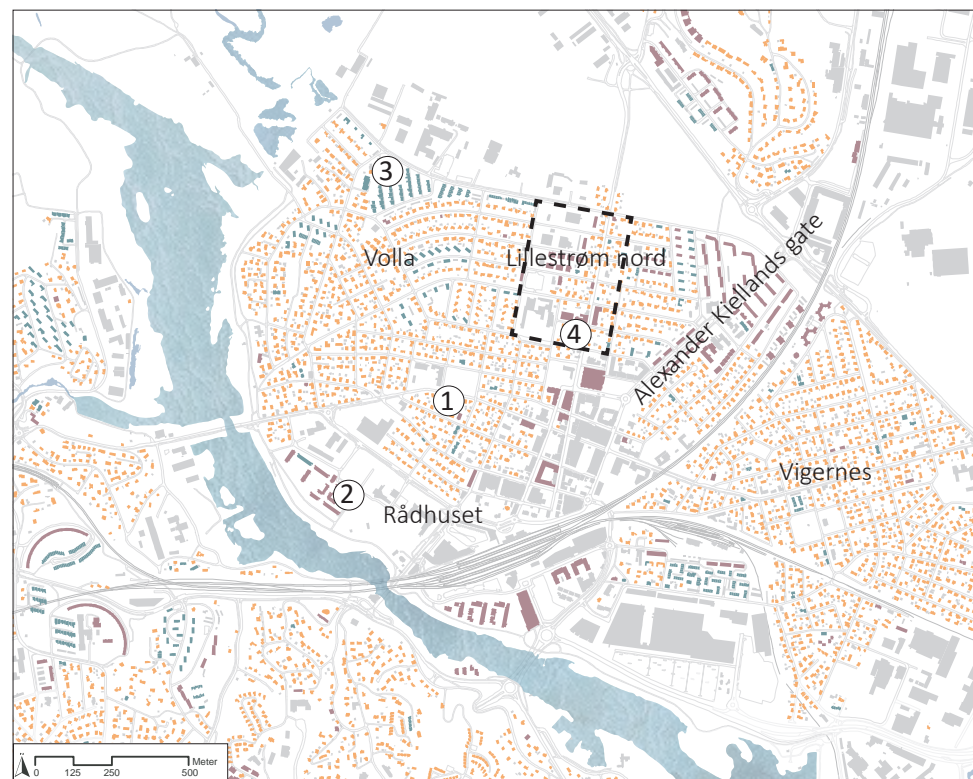 3
Volla
Lillestrøm nord
Alexander Kiellands gate
4
1
Vigernes
2
Rådhuset
Meter
0 125 250 500